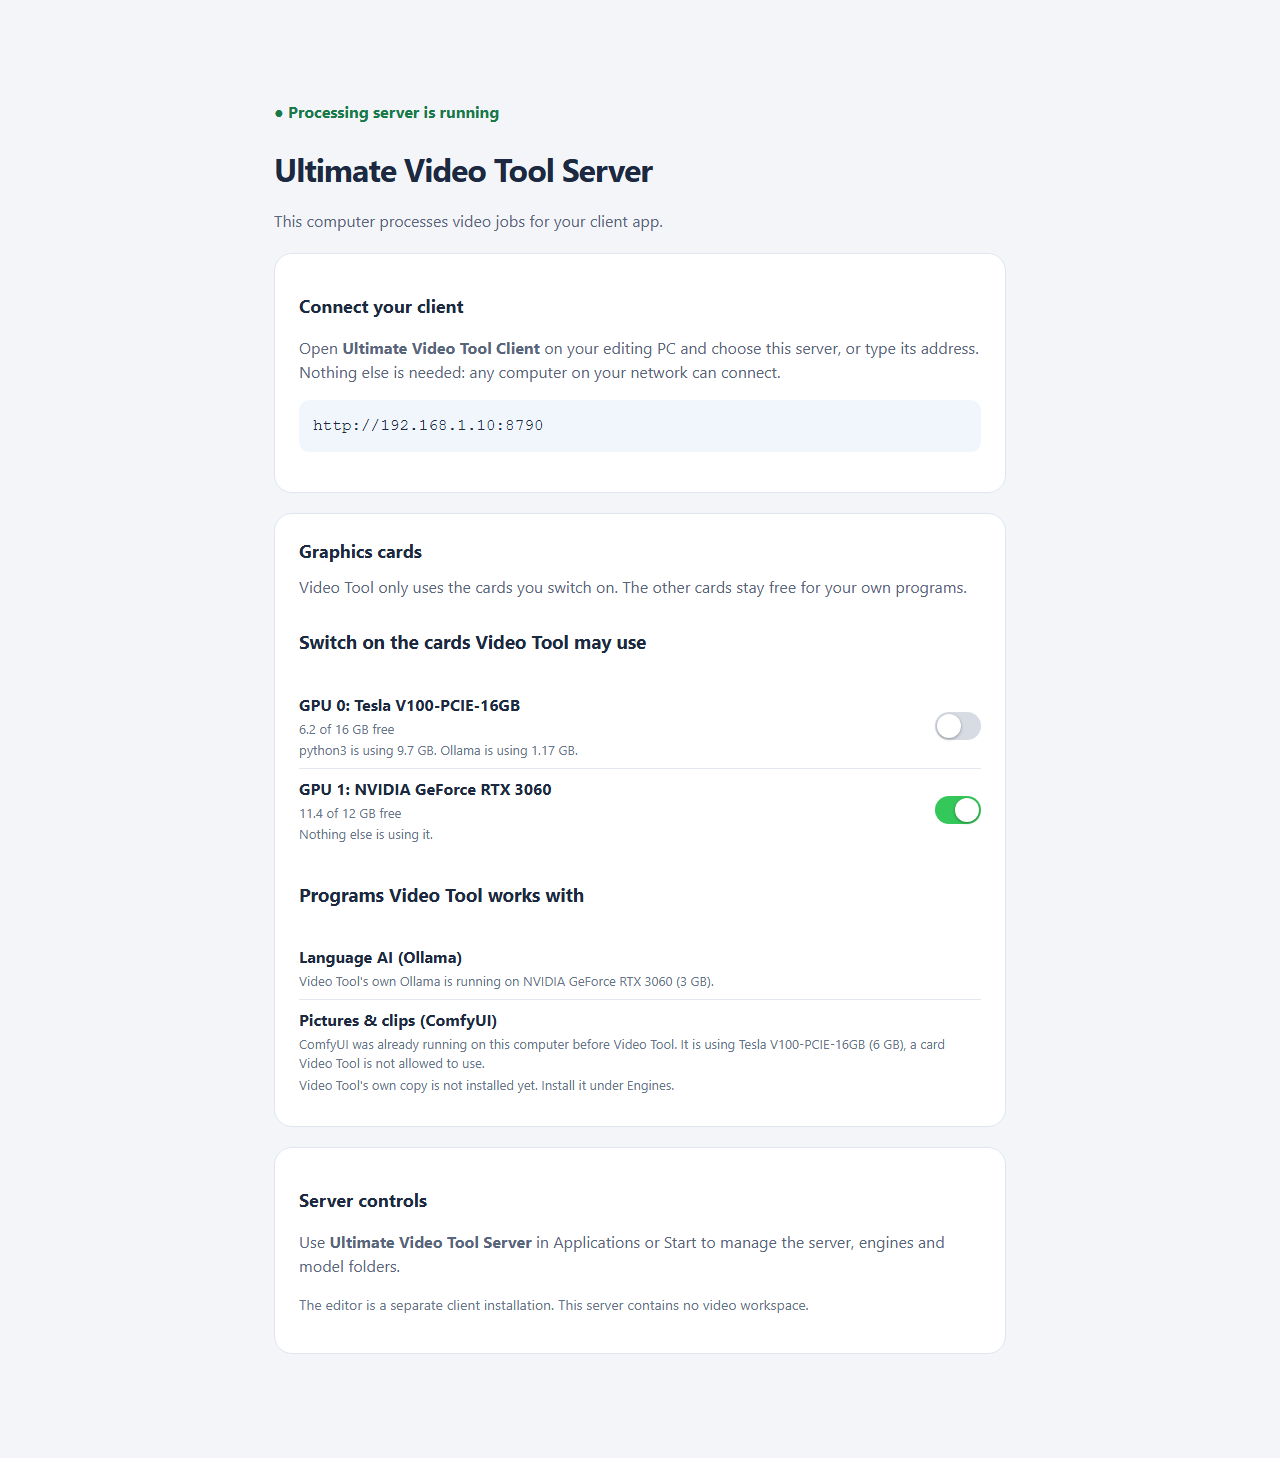 ● Processing server is running
Ultimate Video Tool Server
This computer processes video jobs for your client app.
Connect your client
Open Ultimate Video Tool Client on your editing PC and choose this server, or type its address.
Nothing else is needed: any computer on your network can connect.
http://192.168.1.10:8790
Graphics cards
Video Tool only uses the cards you switch on. The other cards stay free for your own programs.
Switch on the cards Video Tool may use
GPU 0: Tesla V100-PCIE-16GB
6.2 of 16 GB free
python3 is using 9.7 GB. Ollama is using 1.17 GB.
GPU 1: NVIDIA GeForce RTX 3060
11.4 of 12 GB free
Nothing else is using it.
Programs Video Tool works with
Language AI (Ollama)
Video Tool's own Ollama is running on NVIDIA GeForce RTX 3060 (3 GB).
Pictures & clips (ComfyUI)
ComfyUI was already running on this computer before Video Tool. It is using Tesla V100-PCIE-16GB (6 GB), a card
Video Tool is not allowed to use.
Video Tool's own copy is not installed yet. Install it under Engines.
Server controls
Use Ultimate Video Tool Server in Applications or Start to manage the server, engines and
model folders.
The editor is a separate client installation. This server contains no video workspace.